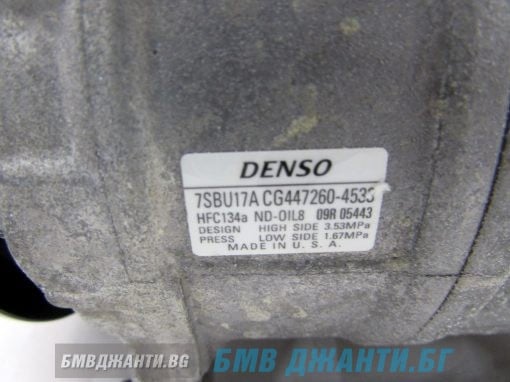 DENSO
7SBU17A CG447260-4533
HFC134a ND-OIL8 09R 05443
DESIGN HIGH SIDE 3.53MPa
PRESS LOW SIDE 1.67MPa
MADE IN U. S. A.
БМВДЖАНТИ.BG
БМВ ДЖАНТИ.БГ